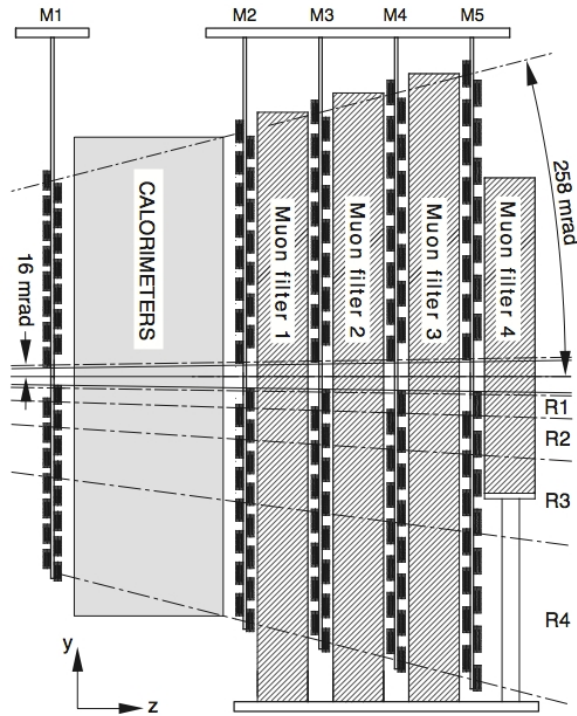 M1
M2
M3
M4
M5
258 mrad
CALORIMETERS
Muon filter 1
Muon filter 2
Muon filter 3
Muon filter 4
16 mrad
R1
R2
R3
R4
y
z